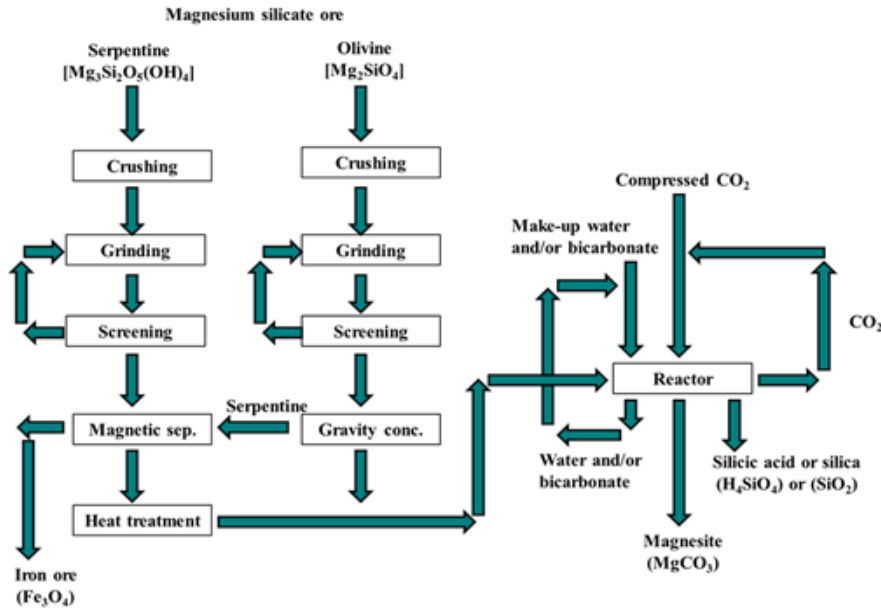 Magnesium silicate ore
Serpentine
[Mg₃Si₂O₅(OH)₄]
Olivine
[Mg₂SiO₄]
Crushing
Crushing
Grinding
Grinding
Screening
Screening
Magnetic sep.
Serpentine
Gravity conc.
Heat treatment
Iron ore
(Fe₃O₄)
Compressed CO₂
Make-up water
and/or bicarbonate
CO₂
Reactor
Water and/or
bicarbonate
Silicic acid or silica
(H₄SiO₄) or (SiO₂)
Magnesite
(MgCO₃)